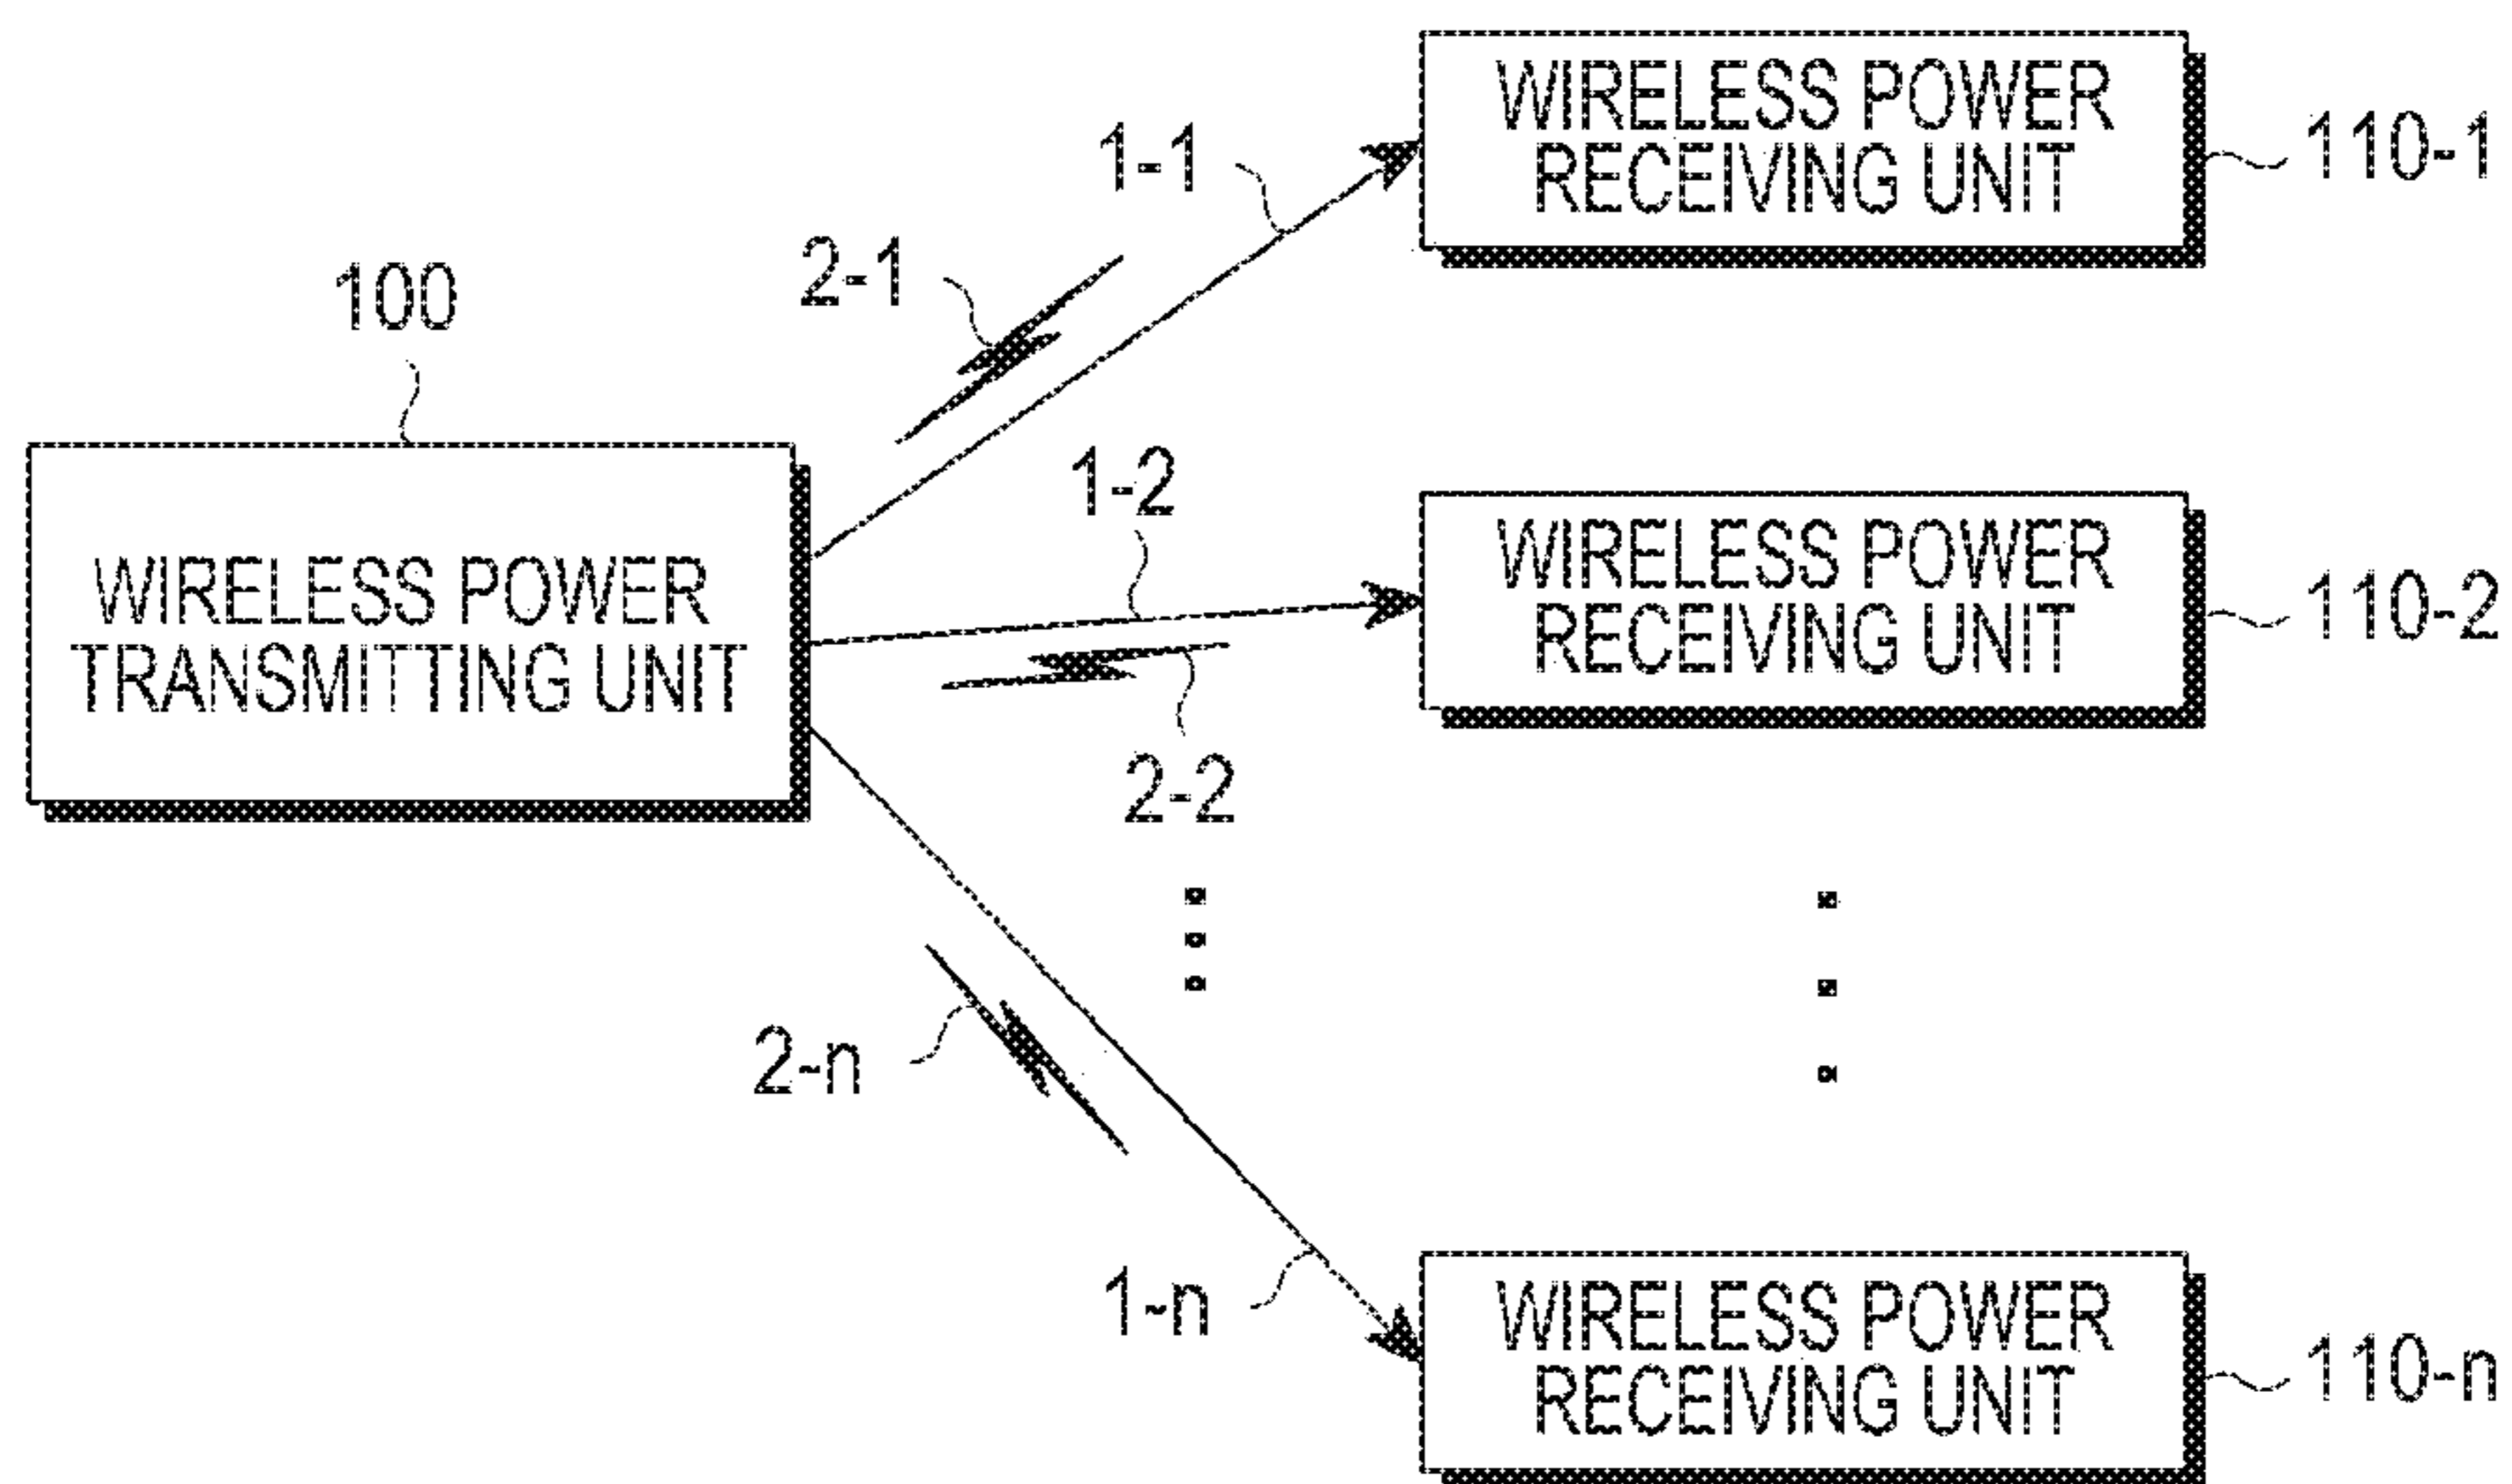 WIRELESS POWER
RECEIVING UNIT
110-1
1-1
2-1
100
1-2
WIRELESS POWER
RECEIVING UNIT
110-2
WIRELESS POWER
TRANSMITTING UNIT
2-2
2-n
1-n
WIRELESS POWER
RECEIVING UNIT
110-n